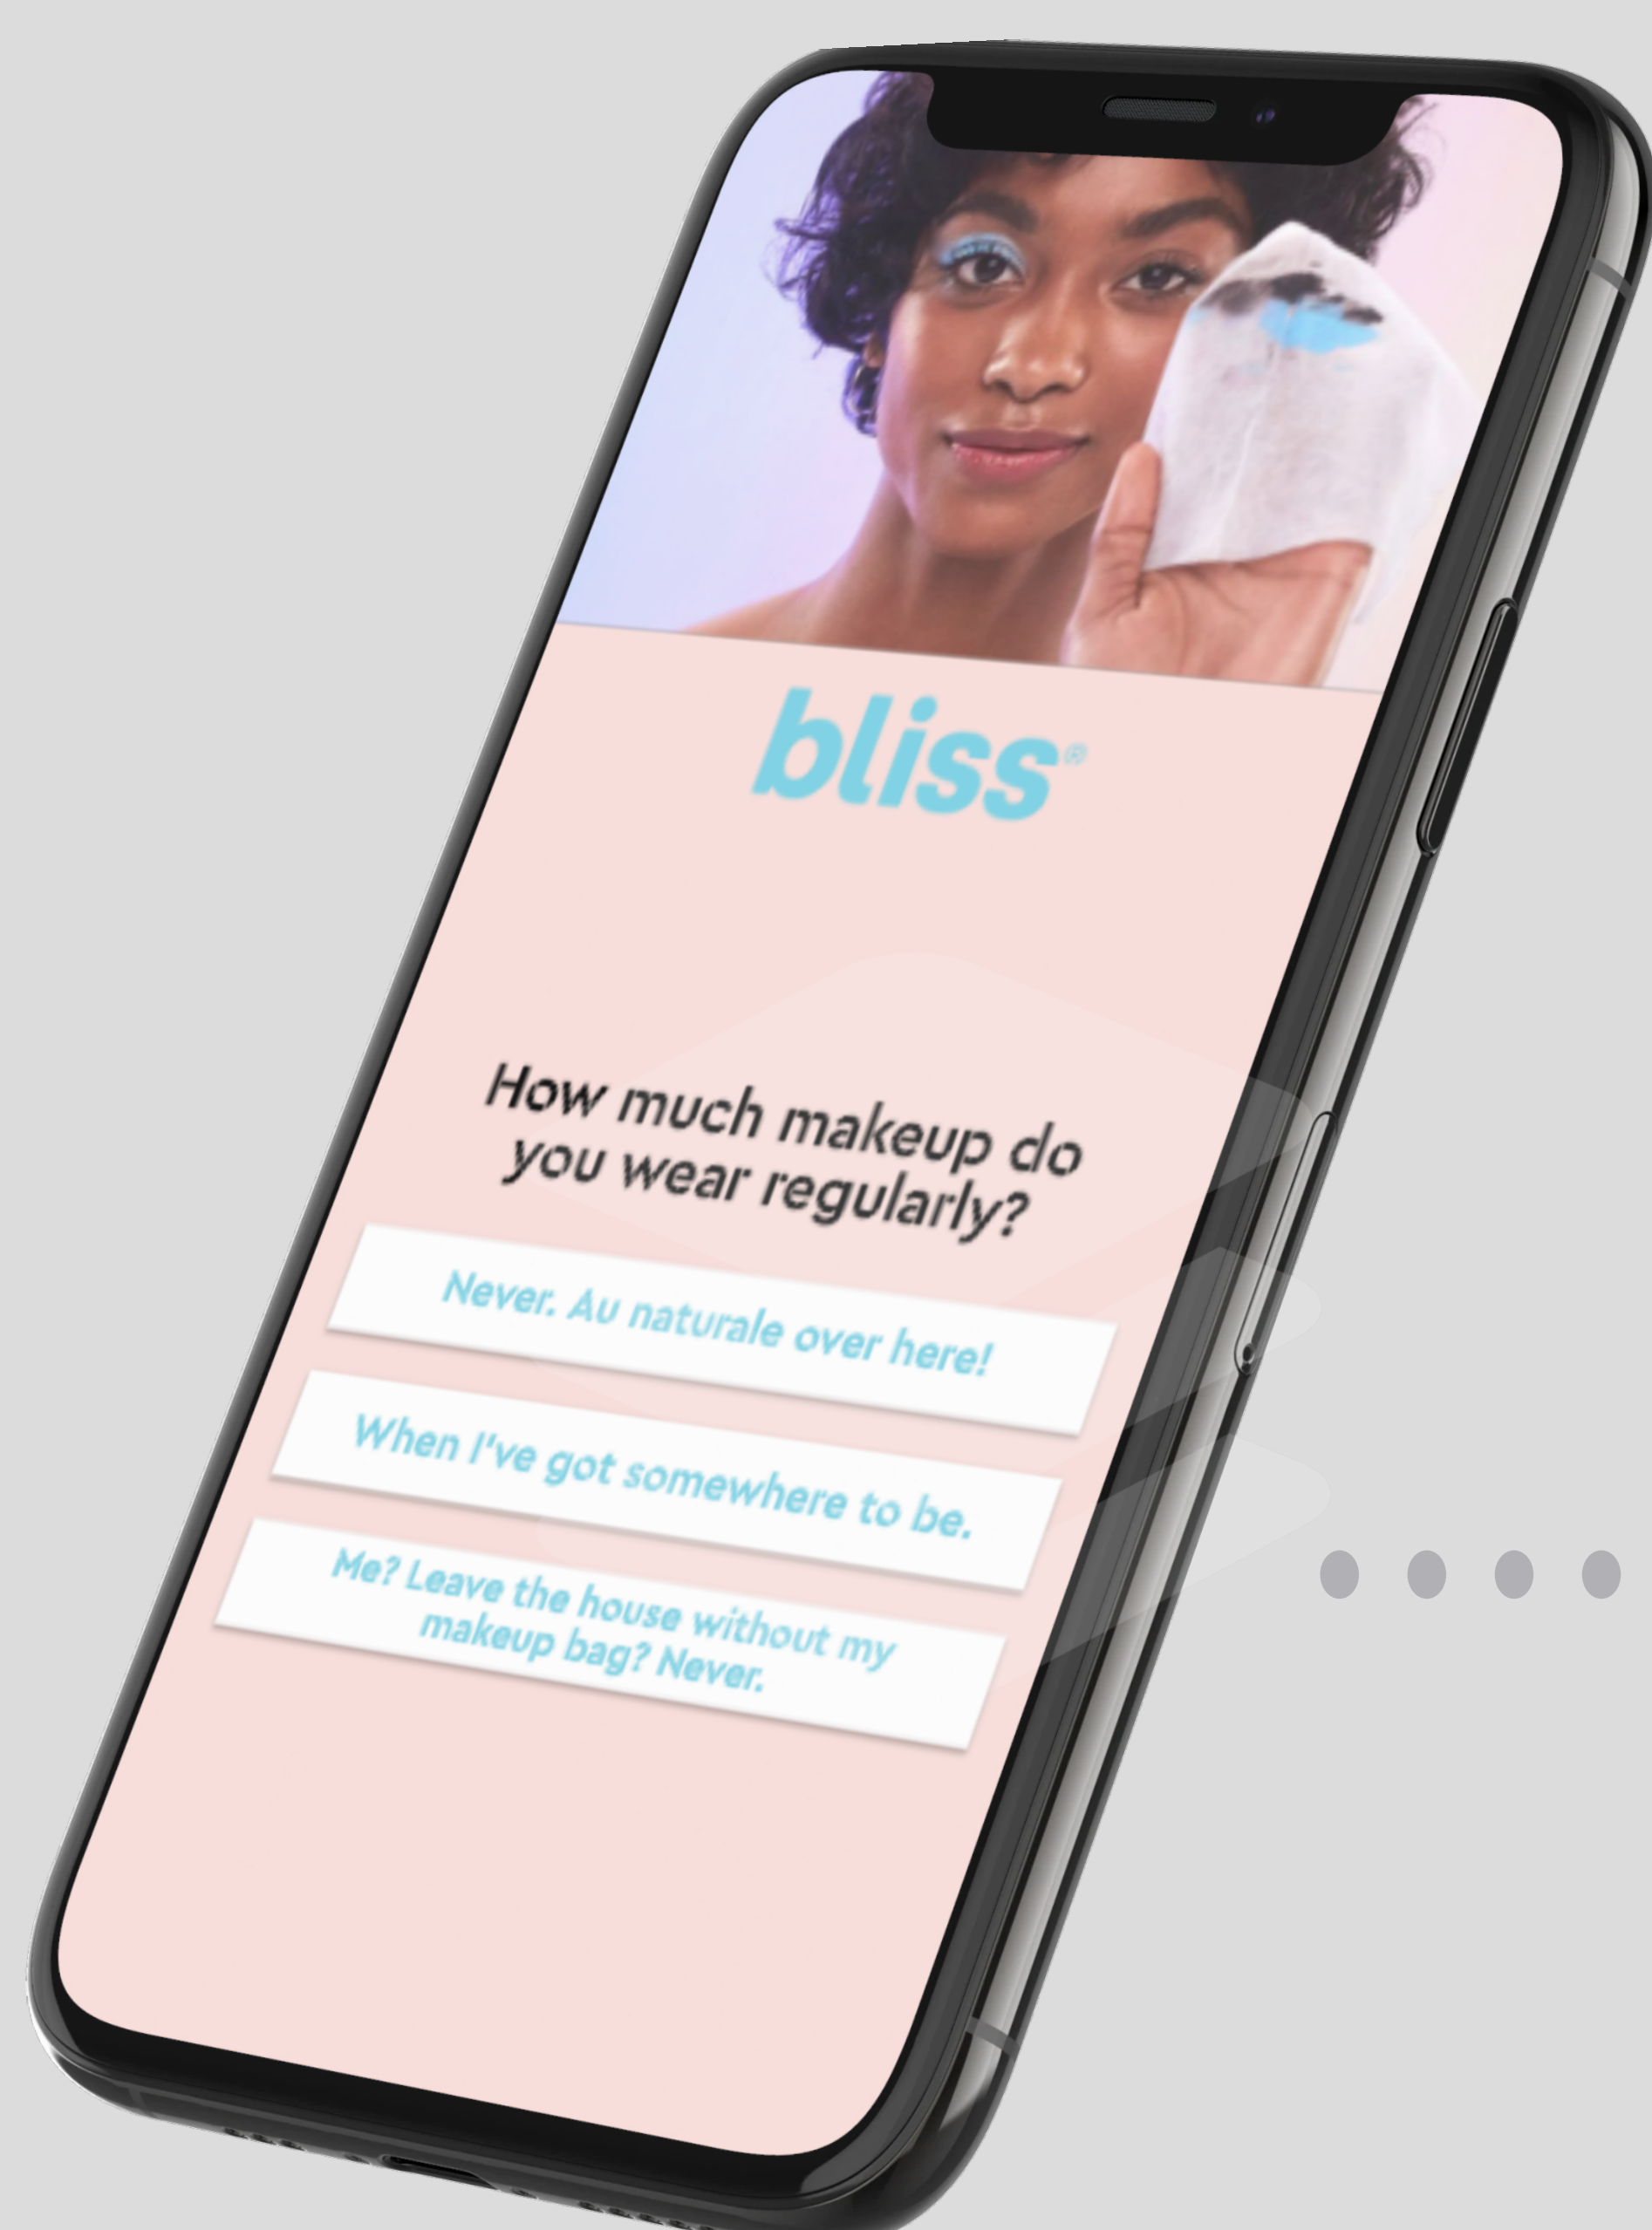 bliss®
How much makeup do
you wear regularly?
Never. Au naturale over here!
When I've got somewhere to be.
Me? Leave the house without my
makeup bag? Never.